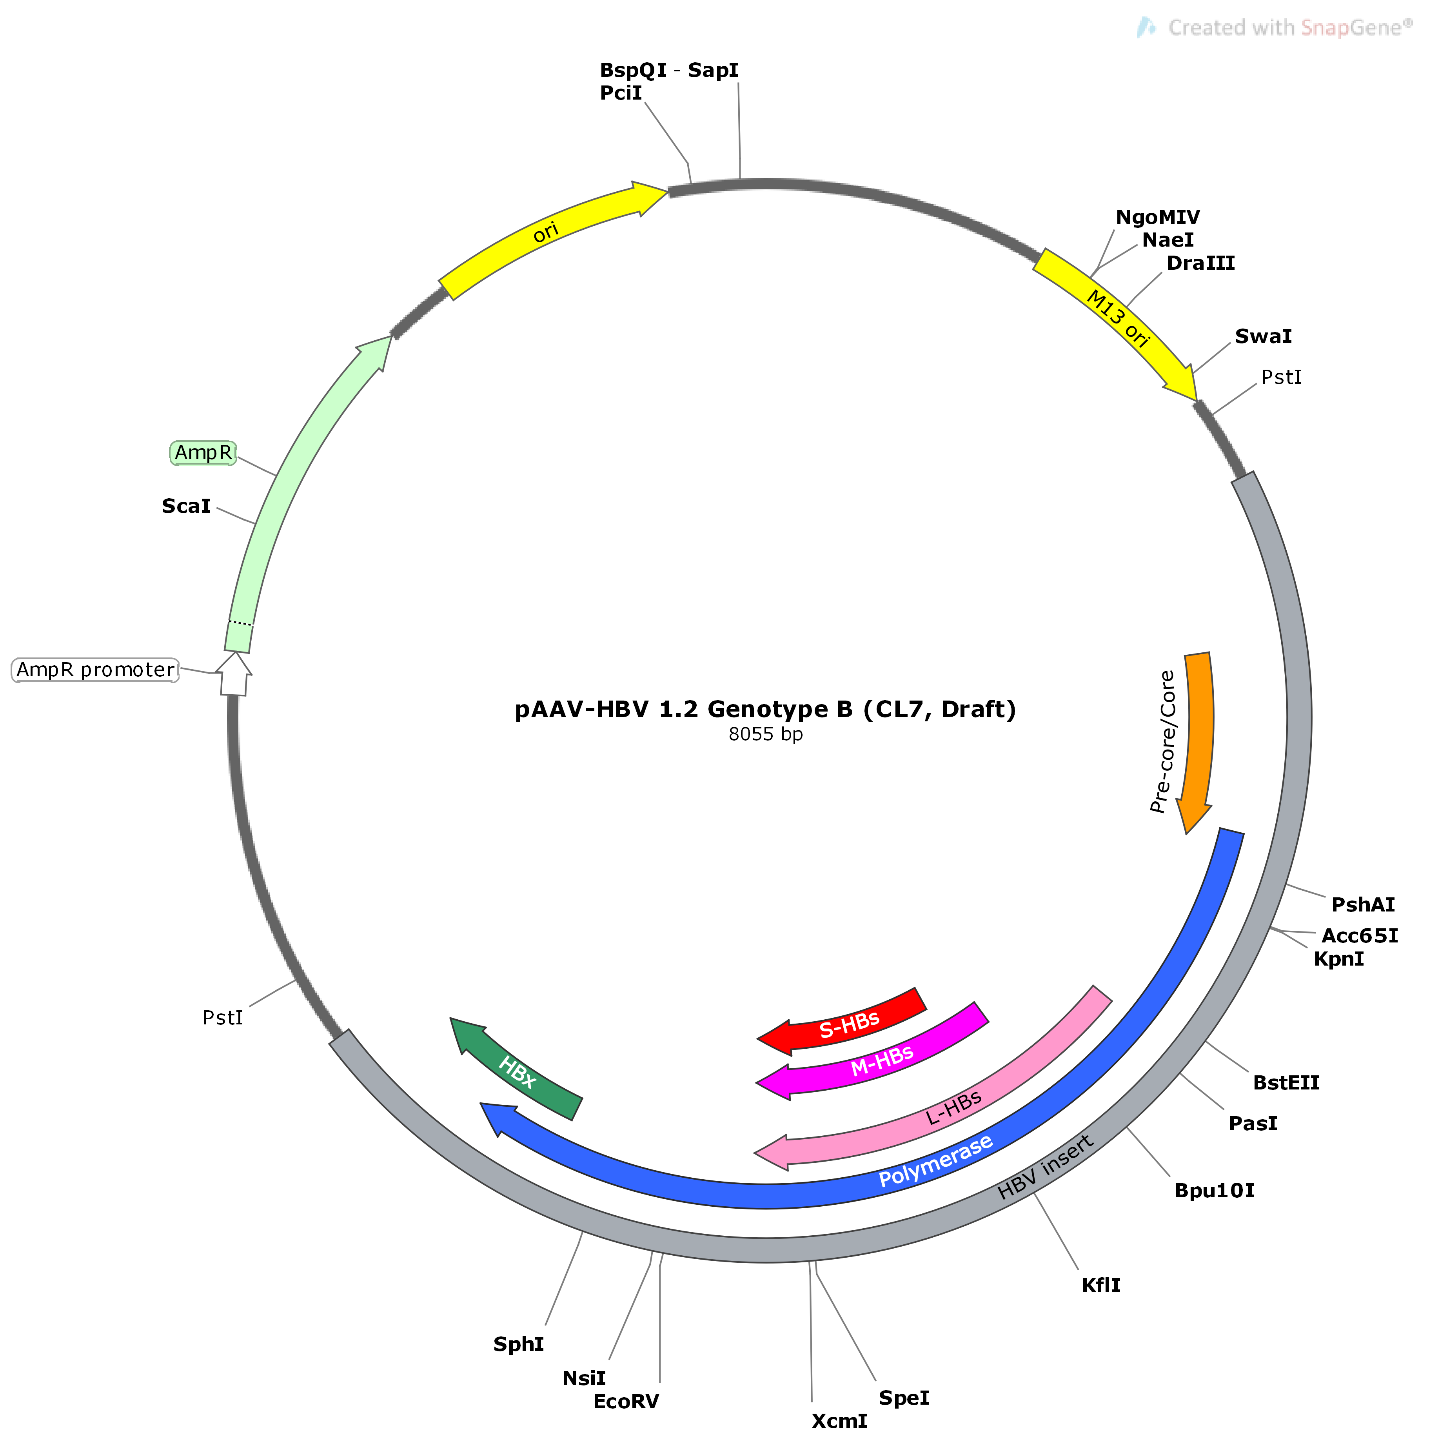 Created with SnapGene®
BspQI - SapI
PciI
ori
NgoMIV
NaeI
DraIII
M13 ori
SwaI
PstI
AmpR
ScaI
AmpR promoter
Pre-core/Core
pAAV-HBV 1.2 Genotype B (CL7, Draft)
8055 bp
PshAI
Acc65I
KpnI
PstI
S-HBs
M-HBs
HBx
L-HBs
BstEII
PasI
Polymerase
HBV insert
Bpu10I
KflI
SphI
NsiI
EcoRV
SpeI
XcmI